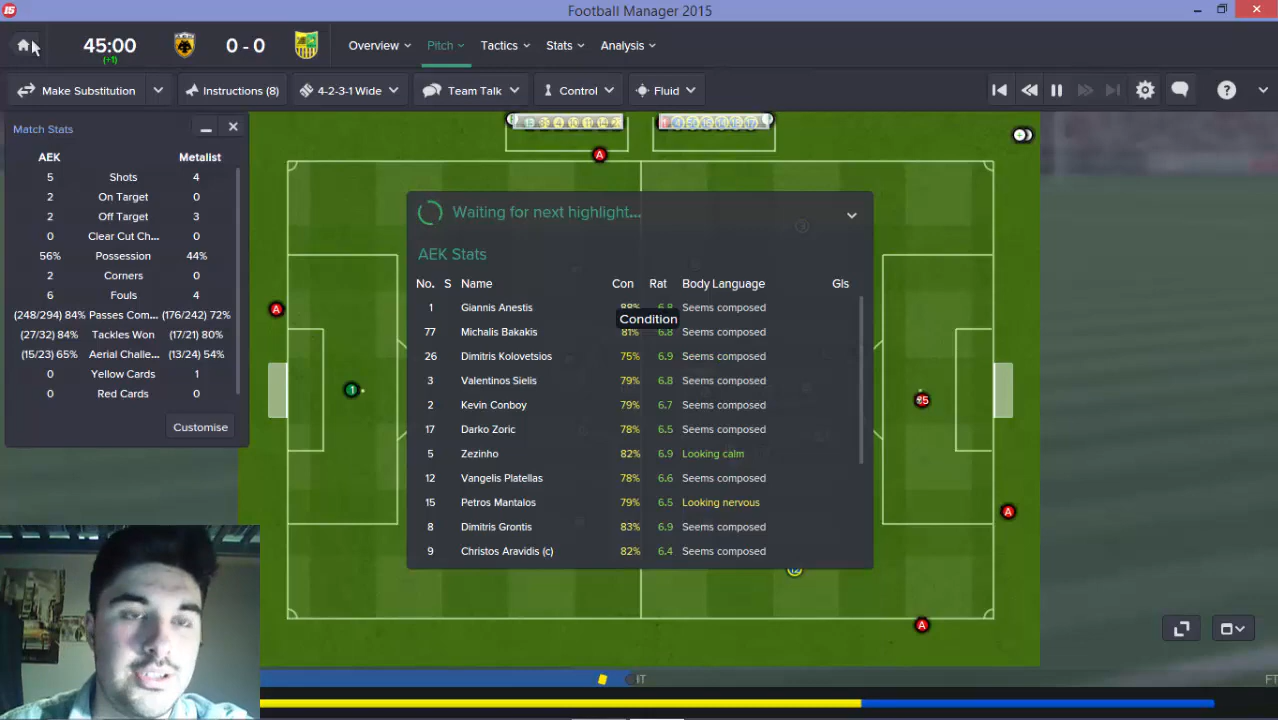 15
Football Manager 2015
45:00
(+1)
0 - 0
Overview
Pitch
Tactics
Stats
Analysis
Make Substitution
Instructions (8)
4-2-3-1 Wide
Team Talk
Control
Fluid
Match Stats
AEK Metalist
5 Shots 4
2 On Target 0
2 Off Target 3
0 Clear Cut Ch... 0
56% Possession 44%
2 Corners 0
6 Fouls 4
(248/294) 84% Passes Com... (176/242) 72%
(27/32) 84% Tackles Won (17/21) 80%
(15/23) 65% Aerial Challe... (13/24) 54%
0 Yellow Cards 1
0 Red Cards 0
Customise
Waiting for next highlight...
AEK Stats
No. S Name Con Rat Body Language Gls
1 Giannis Anestis 88% 6.8 Seems composed
Condition
77 Michalis Bakakis 81% 6.8 Seems composed
26 Dimitris Kolovetsios 75% 6.9 Seems composed
3 Valentinos Sielis 79% 6.8 Seems composed
2 Kevin Conboy 79% 6.7 Seems composed
17 Darko Zoric 78% 6.5 Seems composed
5 Zezinho 82% 6.9 Looking calm
12 Vangelis Platellas 78% 6.6 Seems composed
15 Petros Mantalos 79% 6.5 Looking nervous
8 Dimitris Grontis 83% 6.9 Seems composed
9 Christos Aravidis (c) 82% 6.4 Seems composed
A
A
1
A
A
HT
FT